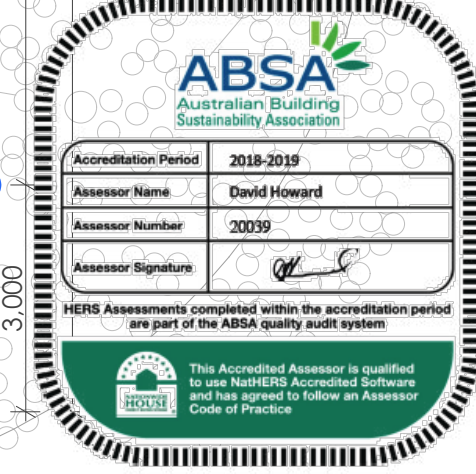 ABSA
Australian Building
Sustainability Association
Accreditation Period 2018-2019
Assessor Name David Howard
Assessor Number 20039
Assessor Signature
HERS Assessments completed within the accreditation period
are part of the ABSA quality audit system
NATIONWIDE
HOUSE
This Accredited Assessor is qualified
to use NatHERS Accredited Software
and has agreed to follow an Assessor
Code of Practice
3,000